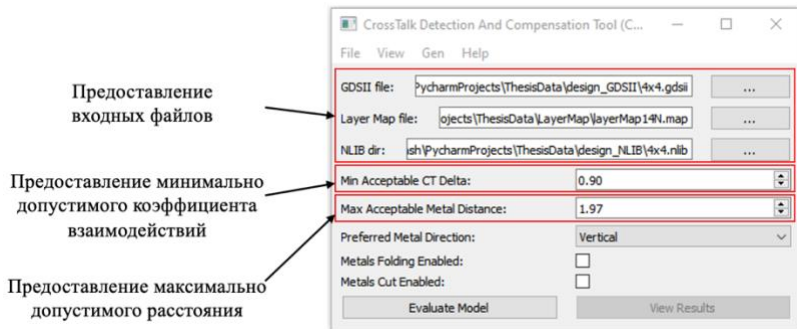 CrossTalk Detection And Compensation Tool (C...
File View Gen Help
Предоставление
входных файлов
GDSII file: PycharmProjects\ThesisData\design_GDSII\4x4.gdsii ...
Layer Map file: ojects\ThesisData\LayerMap\layerMap14N.map ...
NLIB dir: sh\PycharmProjects\ThesisData\design_NLIB\4x4.nlib ...
Предоставление минимально
допустимого коэффициента
взаимодействий
Min Acceptable CT Delta: 0.90
Max Acceptable Metal Distance: 1.97
Preferred Metal Direction: Vertical
Metals Folding Enabled:
Metals Cut Enabled:
Предоставление максимально
допустимого расстояния
Evaluate Model View Results